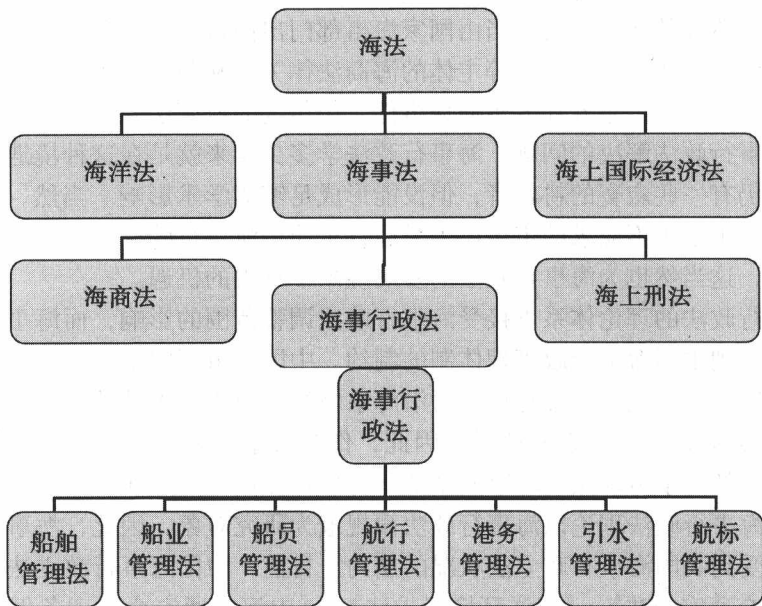 海法
海洋法
海事法
海上国际经济法
海商法
海事行政法
海上刑法
海事行
政法
船舶
管理法
船业
管理法
船员
管理法
航行
管理法
港务
管理法
引水
管理法
航标
管理法